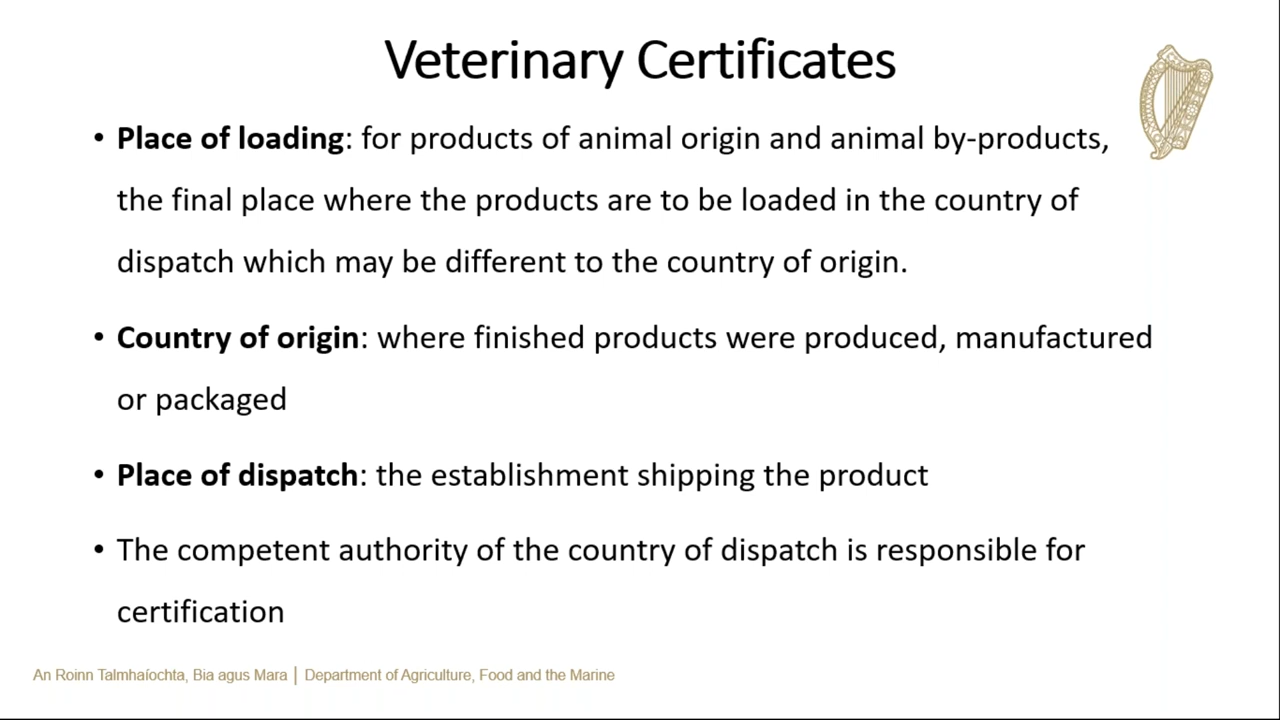 Veterinary Certificates
• Place of loading: for products of animal origin and animal by-products,
the final place where the products are to be loaded in the country of
dispatch which may be different to the country of origin.
• Country of origin: where finished products were produced, manufactured
or packaged
• Place of dispatch: the establishment shipping the product
• The competent authority of the country of dispatch is responsible for
certification
An Roinn Talmhaíochta, Bia agus Mara | Department of Agriculture, Food and the Marine